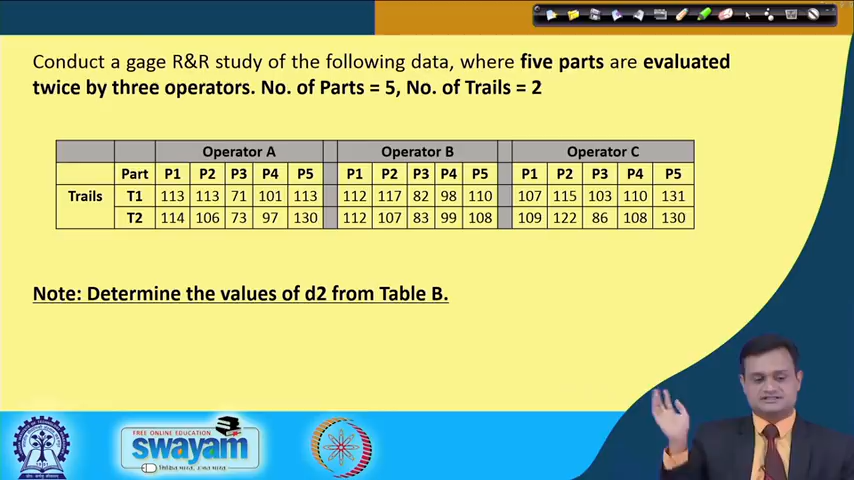 Conduct a gage R&R study of the following data, where five parts are evaluated
twice by three operators. No. of Parts = 5, No. of Trails = 2
Operator A Operator B Operator C
Part P1 P2 P3 P4 P5 P1 P2 P3 P4 P5 P1 P2 P3 P4 P5
Trails T1 113 113 71 101 113 112 117 82 98 110 107 115 103 110 131
T2 114 106 73 97 130 112 107 83 99 108 109 122 86 108 130
Note: Determine the values of d2 from Table B.
FREE ONLINE EDUCATION
swayam
शिक्षित भारत, उन्नत भारत